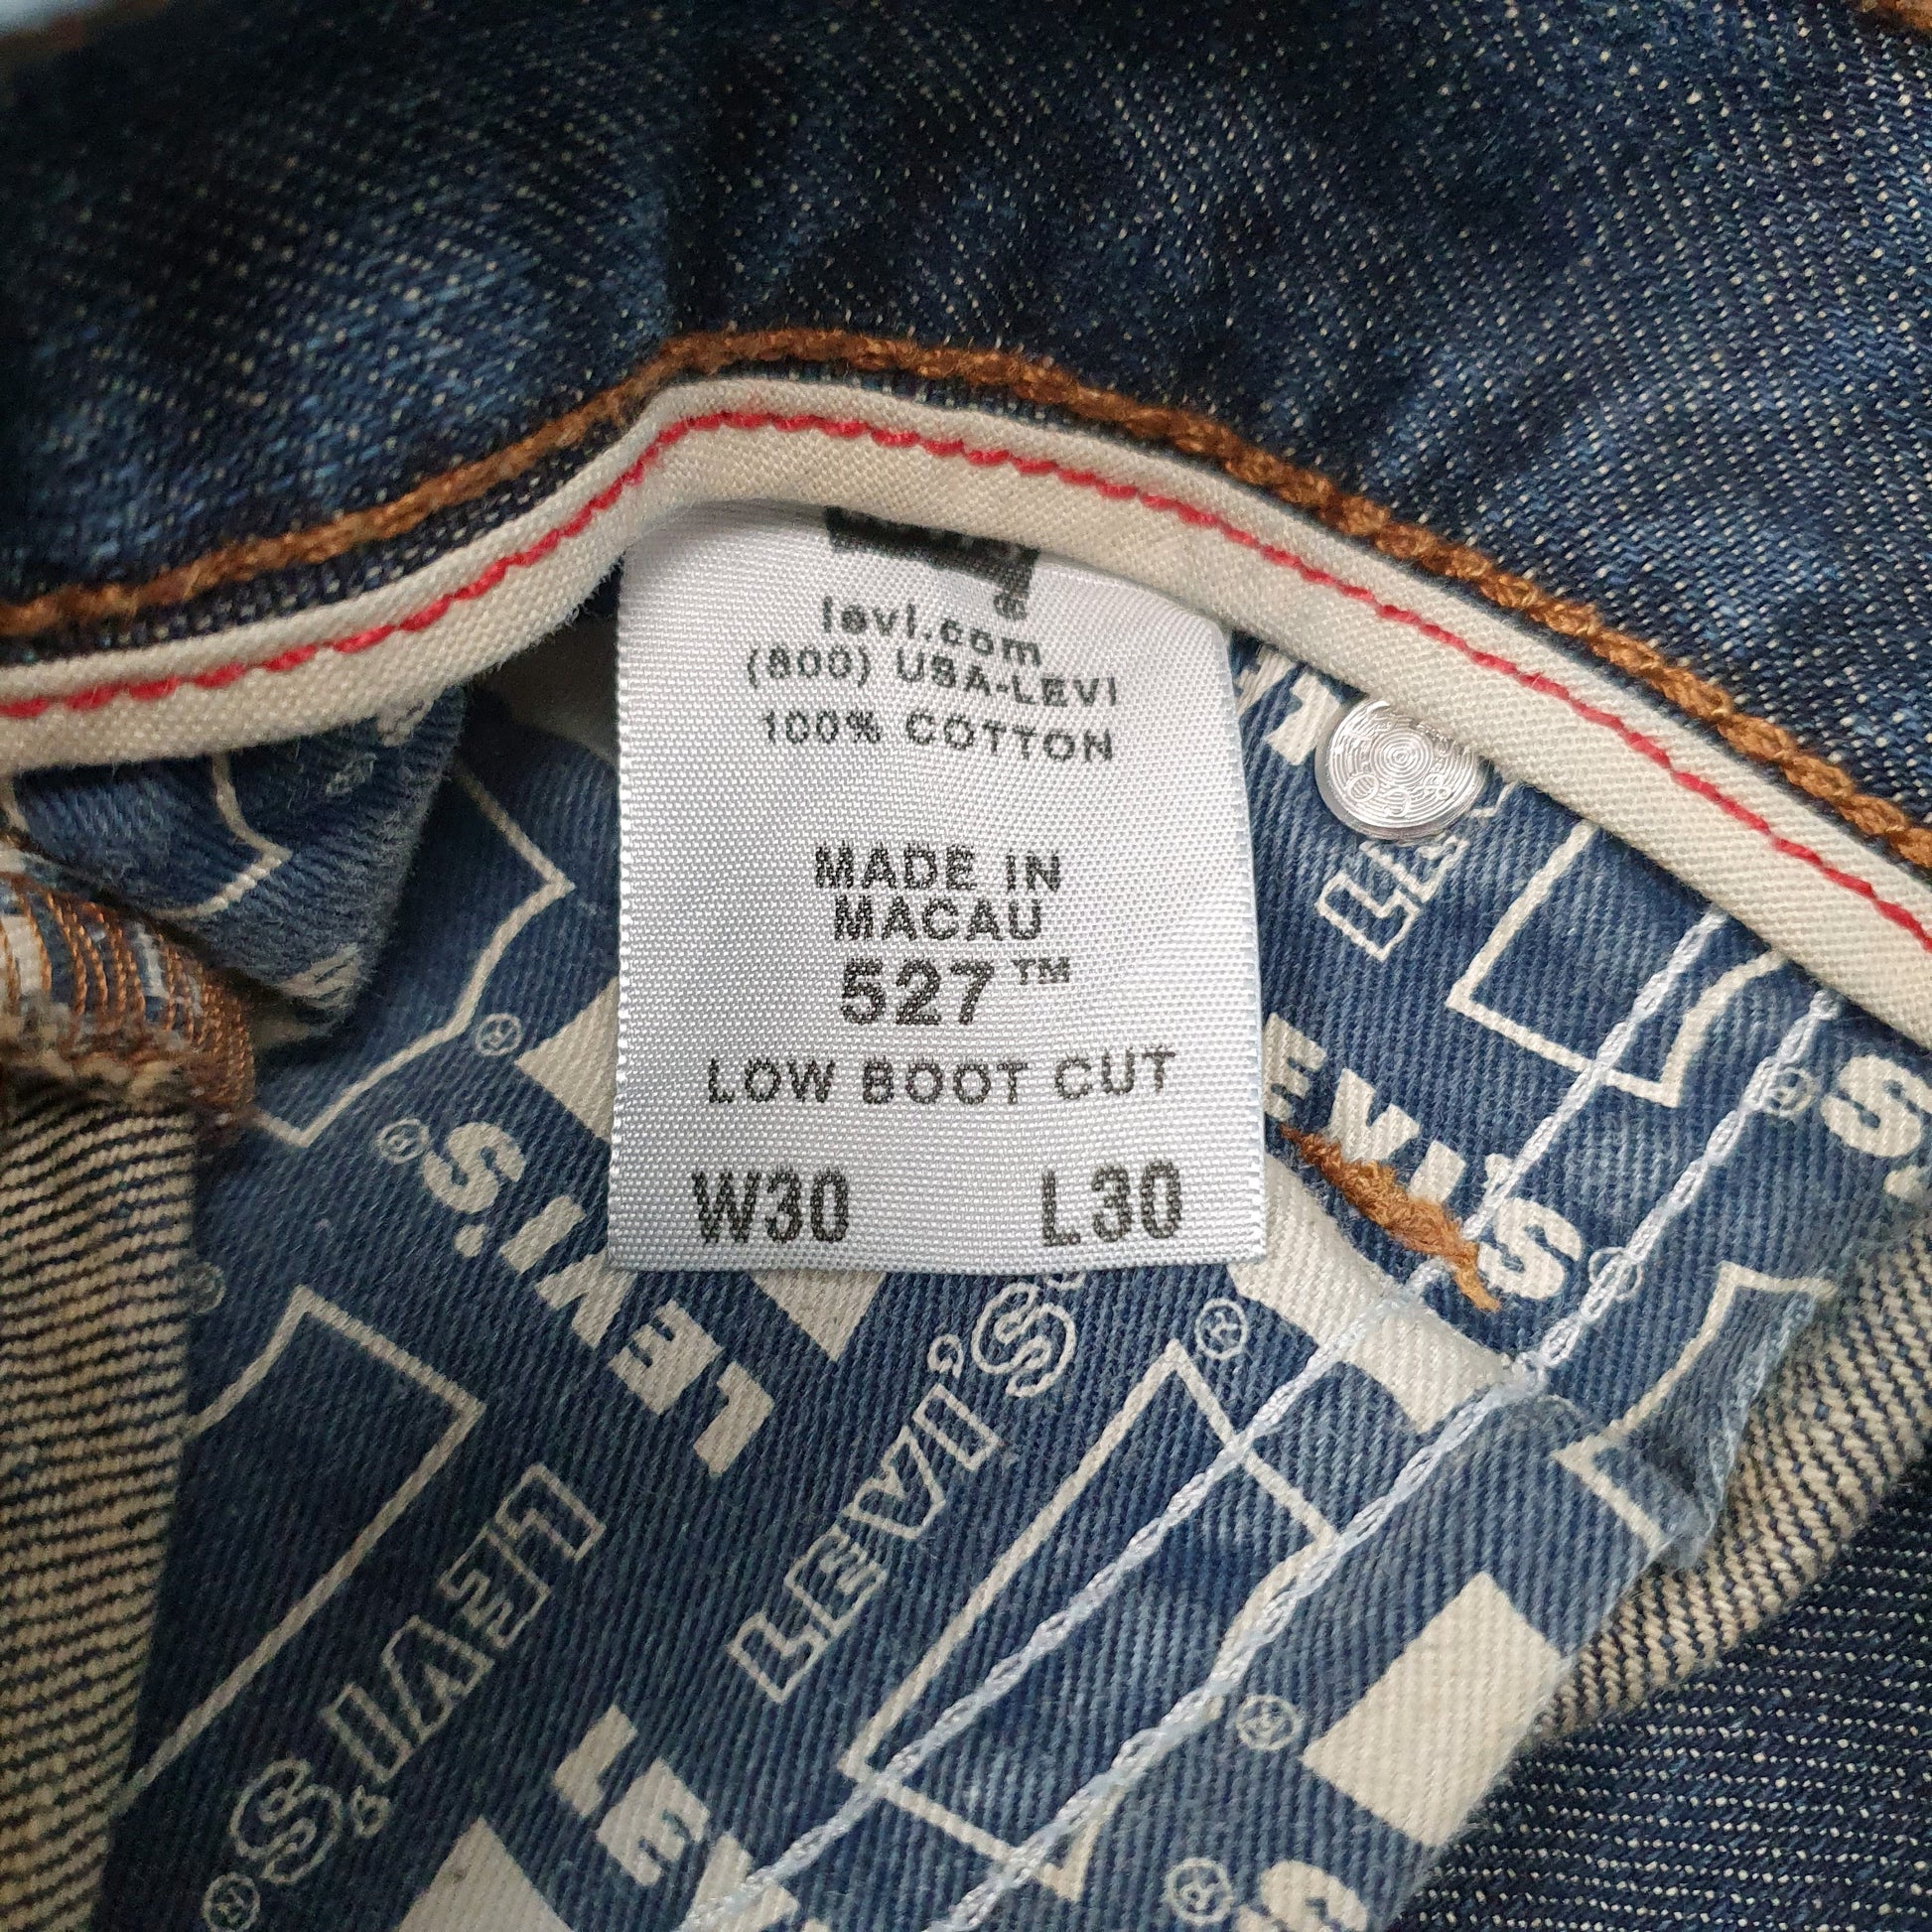 levi.com
(800) USA-LEVI
100% COTTON
MADE IN
MACAU
527™
LOW BOOT CUT
W30 L30
LEVI'S
®
S
®
LEVI'S
®
LEVI'S
®
LEVI'S
®
®
®
S